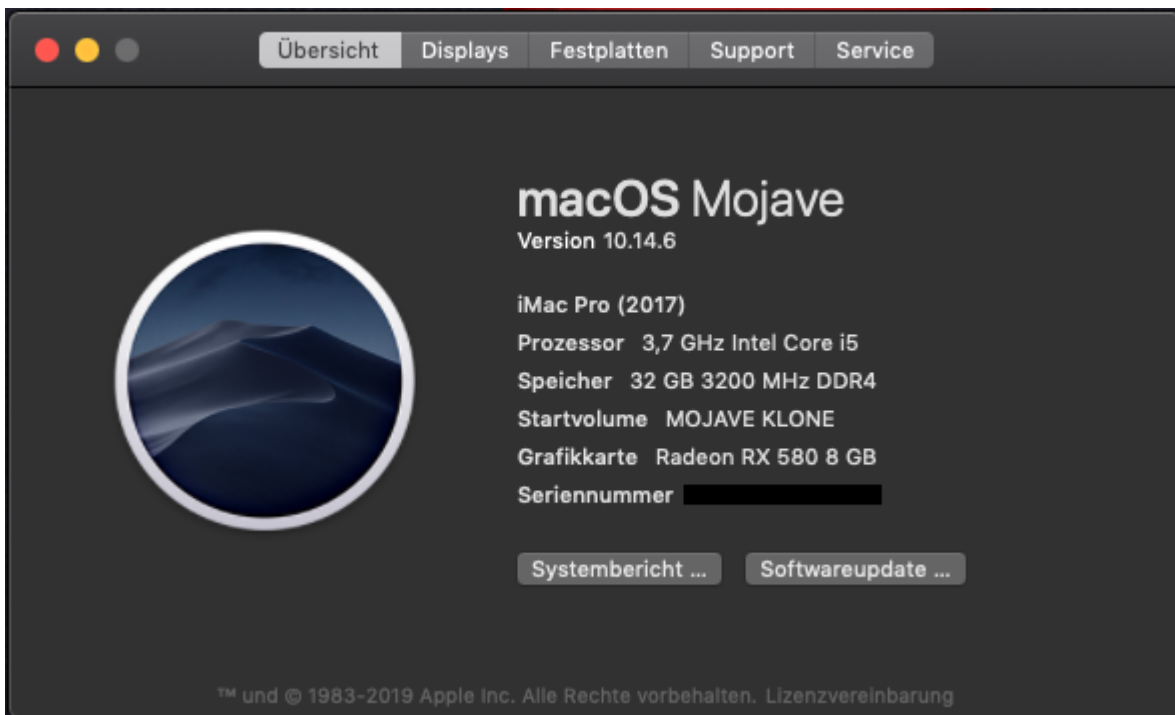 Übersicht Displays Festplatten Support Service
macOS Mojave
Version 10.14.6
iMac Pro (2017)
Prozessor 3,7 GHz Intel Core i5
Speicher 32 GB 3200 MHz DDR4
Startvolume MOJAVE KLONE
Grafikkarte Radeon RX 580 8 GB
Seriennummer
Systembericht ... Softwareupdate ...
™ und © 1983-2019 Apple Inc. Alle Rechte vorbehalten. Lizenzvereinbarung